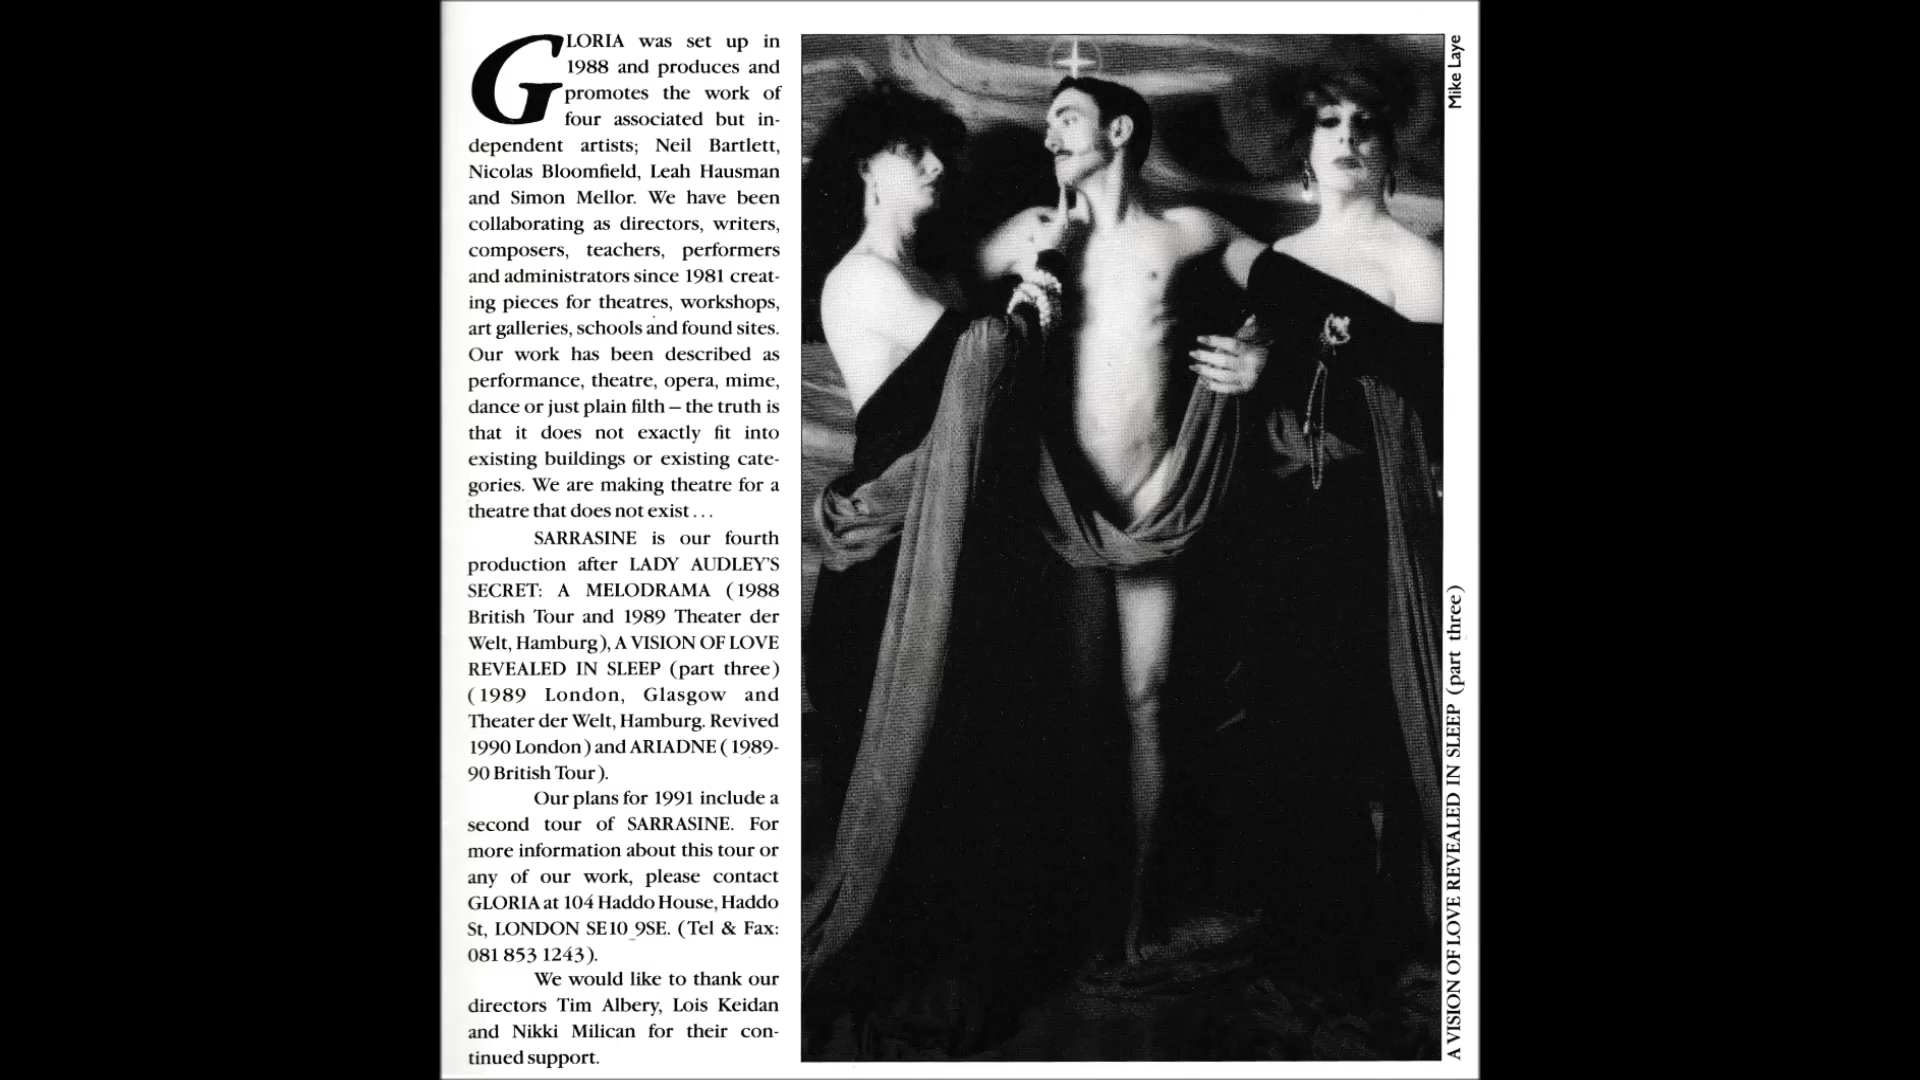 GLORIA was set up in
1988 and produces and
promotes the work of
four associated but in-
dependent artists; Neil Bartlett,
Nicolas Bloomfield, Leah Hausman
and Simon Mellor. We have been
collaborating as directors, writers,
composers, teachers, performers
and administrators since 1981 creat-
ing pieces for theatres, workshops,
art galleries, schools and found sites.
Our work has been described as
performance, theatre, opera, mime,
dance or just plain filth – the truth is
that it does not exactly fit into
existing buildings or existing cate-
gories. We are making theatre for a
theatre that does not exist . . .
SARRASINE is our fourth
production after LADY AUDLEY'S
SECRET: A MELODRAMA (1988
British Tour and 1989 Theater der
Welt, Hamburg), A VISION OF LOVE
REVEALED IN SLEEP (part three)
(1989 London, Glasgow and
Theater der Welt, Hamburg. Revived
1990 London) and ARIADNE (1989-
90 British Tour).
Our plans for 1991 include a
second tour of SARRASINE. For
more information about this tour or
any of our work, please contact
GLORIA at 104 Haddo House, Haddo
St, LONDON SE10 9SE. (Tel & Fax:
081 853 1243).
We would like to thank our
directors Tim Albery, Lois Keidan
and Nikki Milican for their con-
tinued support.
Mike Laye
A VISION OF LOVE REVEALED IN SLEEP (part three)